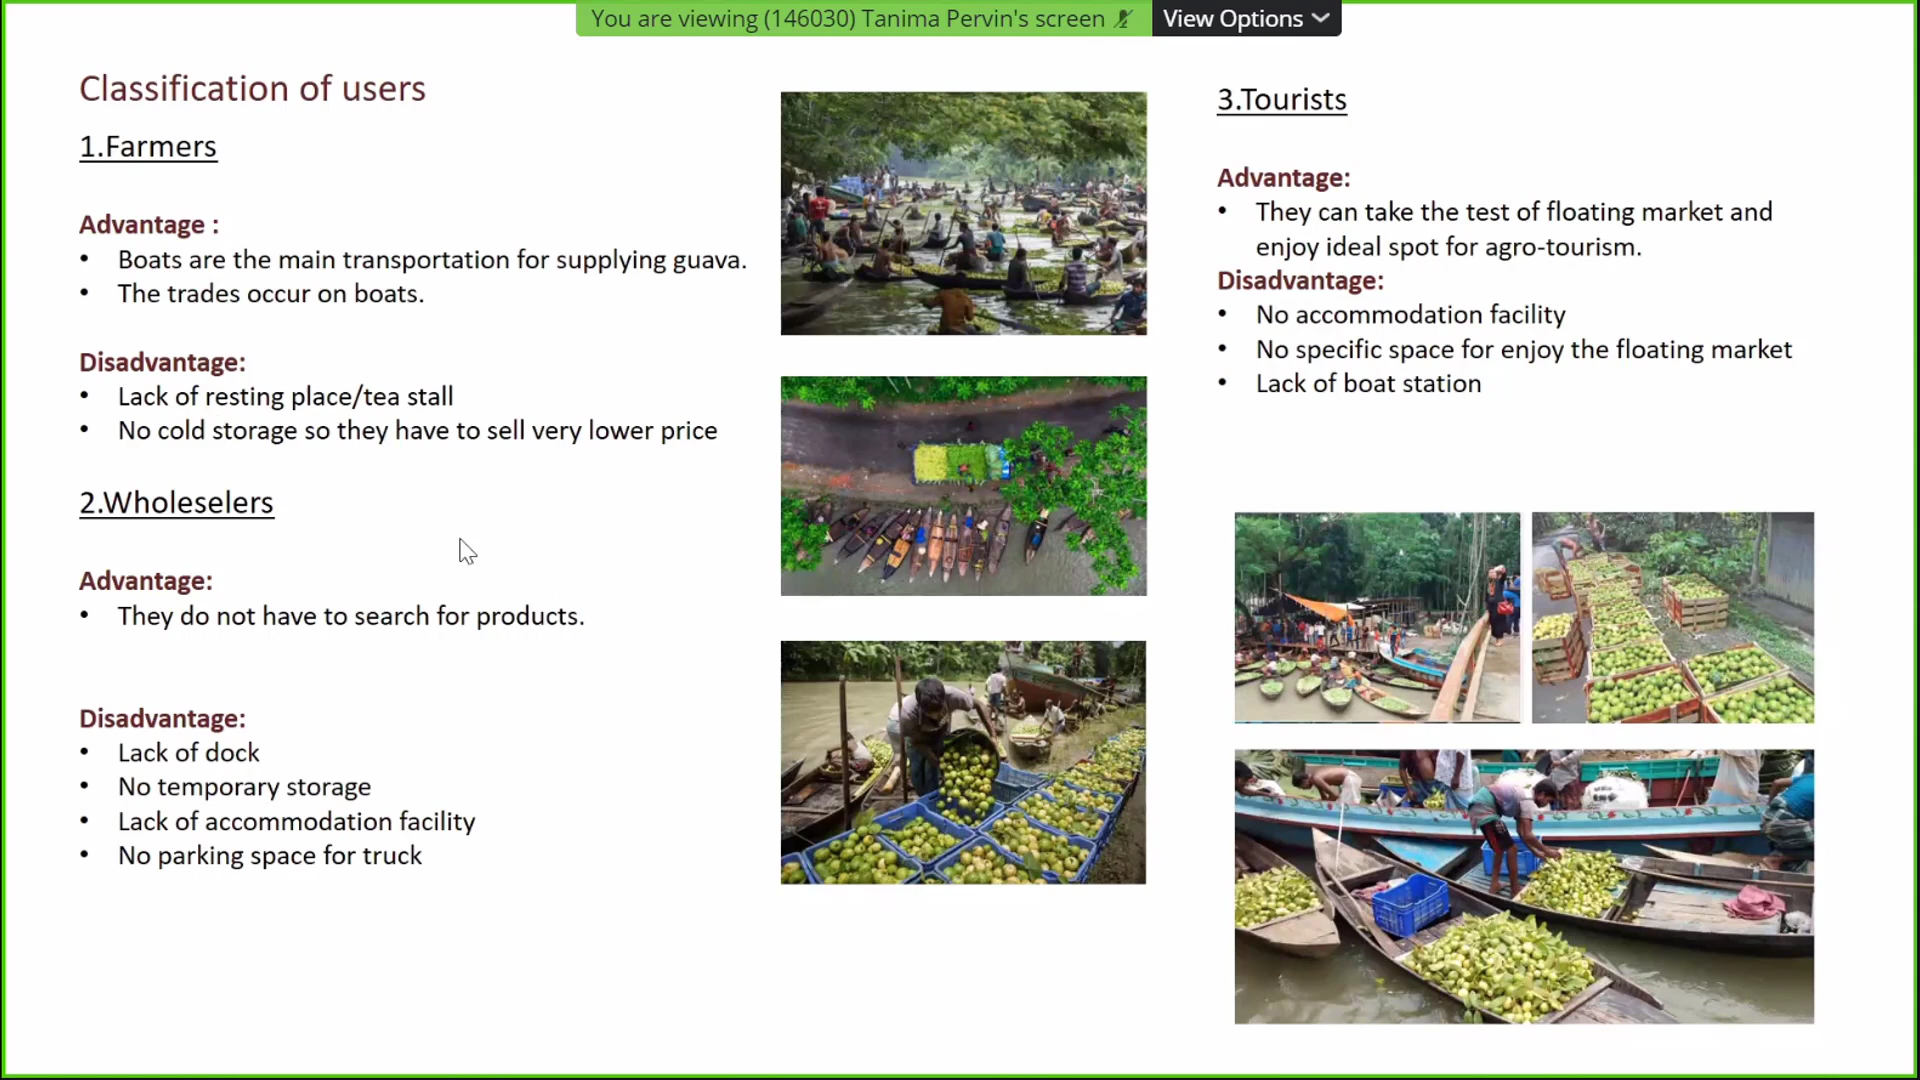 You are viewing (146030) Tanima Pervin's screen
View Options
Classification of users
1.Farmers
Advantage :
• Boats are the main transportation for supplying guava.
• The trades occur on boats.
Disadvantage:
• Lack of resting place/tea stall
• No cold storage so they have to sell very lower price
2.Wholeselers
Advantage:
• They do not have to search for products.
Disadvantage:
• Lack of dock
• No temporary storage
• Lack of accommodation facility
• No parking space for truck
3.Tourists
Advantage:
• They can take the test of floating market and
enjoy ideal spot for agro-tourism.
Disadvantage:
• No accommodation facility
• No specific space for enjoy the floating market
• Lack of boat station